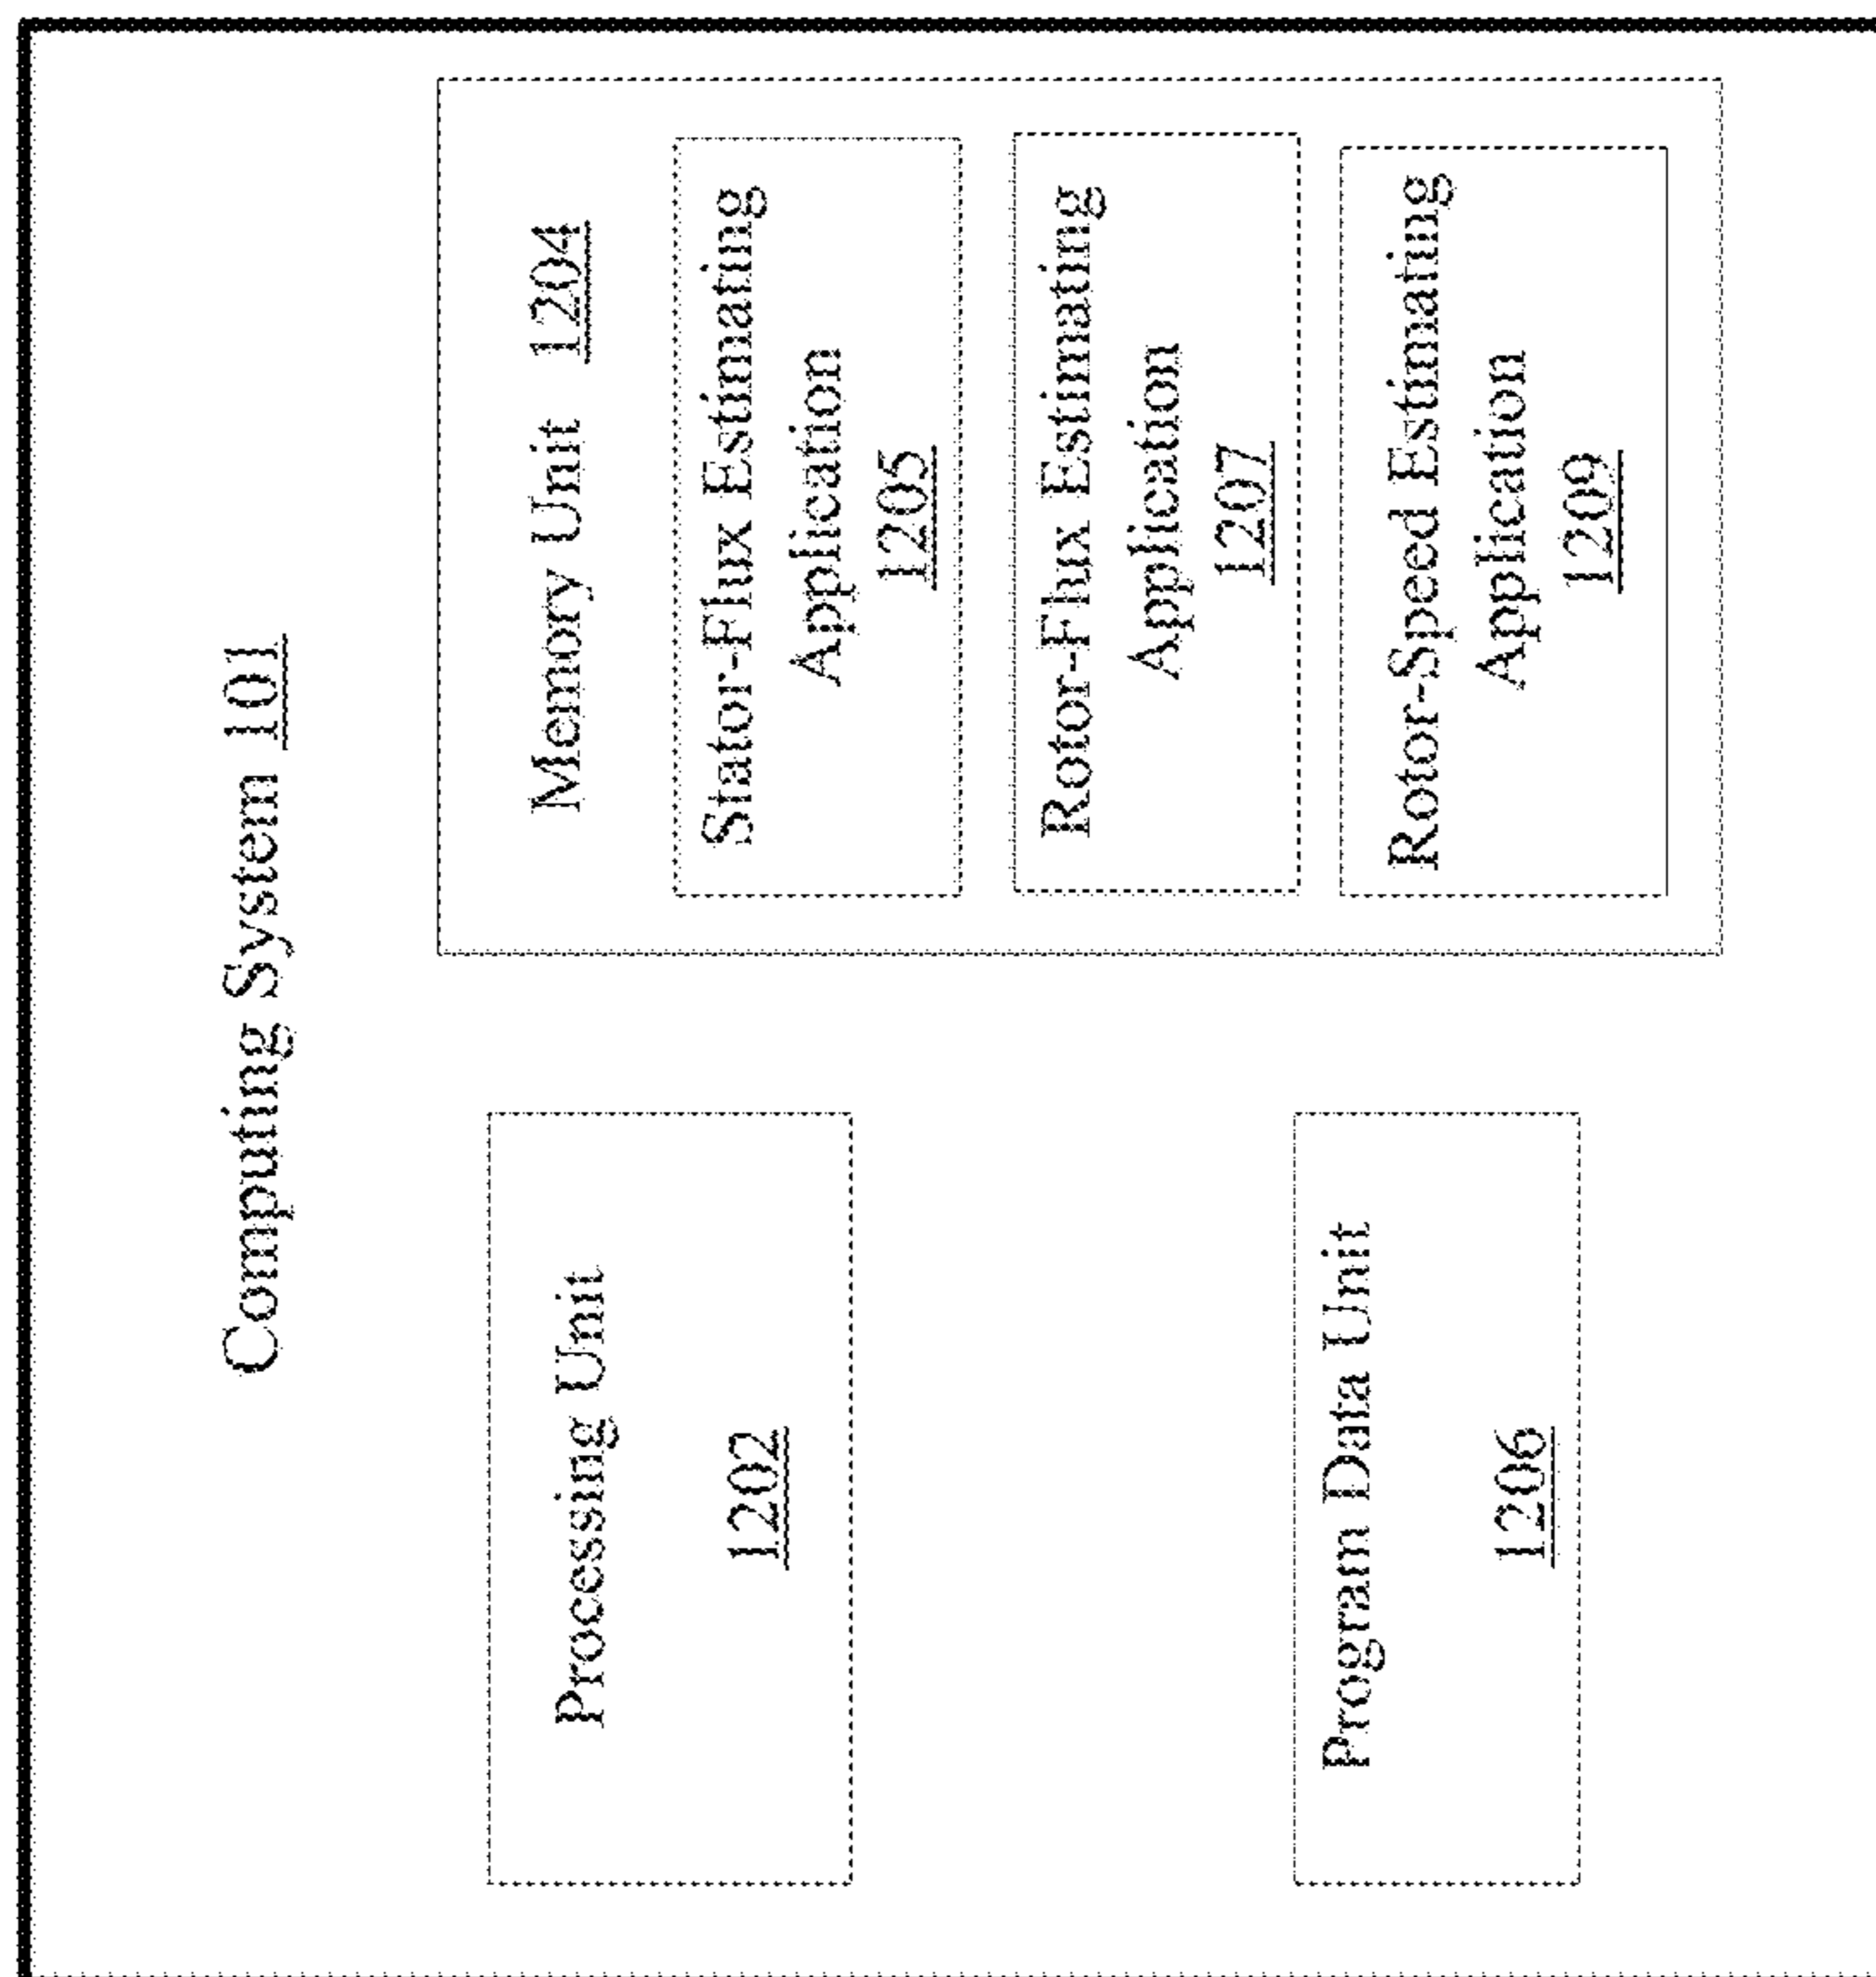 Computing System 101
Processing Unit
1202
Program Data Unit
1206
Memory Unit 1204
Stator-Flux Estimating
Application
1205
Rotor-Flux Estimating
Application
1207
Rotor-Speed Estimating
Application
1209